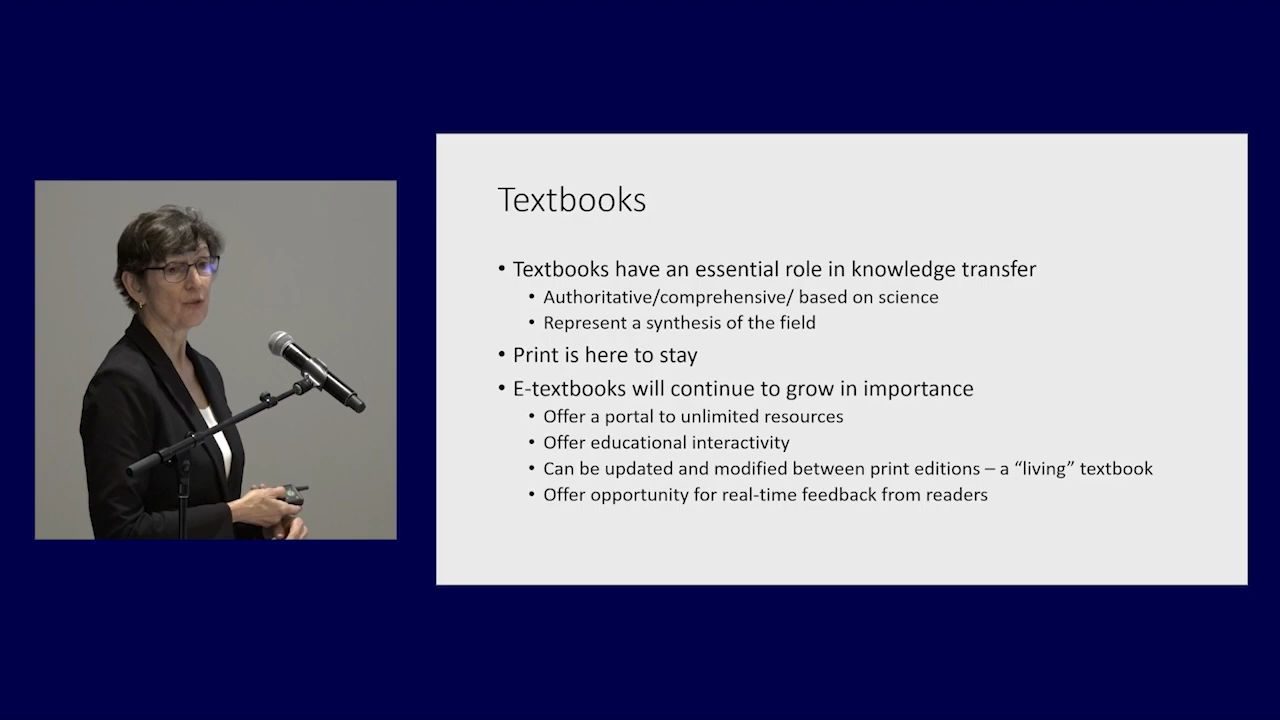 Textbooks
• Textbooks have an essential role in knowledge transfer
• Authoritative/comprehensive/ based on science
• Represent a synthesis of the field
• Print is here to stay
• E-textbooks will continue to grow in importance
• Offer a portal to unlimited resources
• Offer educational interactivity
• Can be updated and modified between print editions – a “living” textbook
• Offer opportunity for real-time feedback from readers